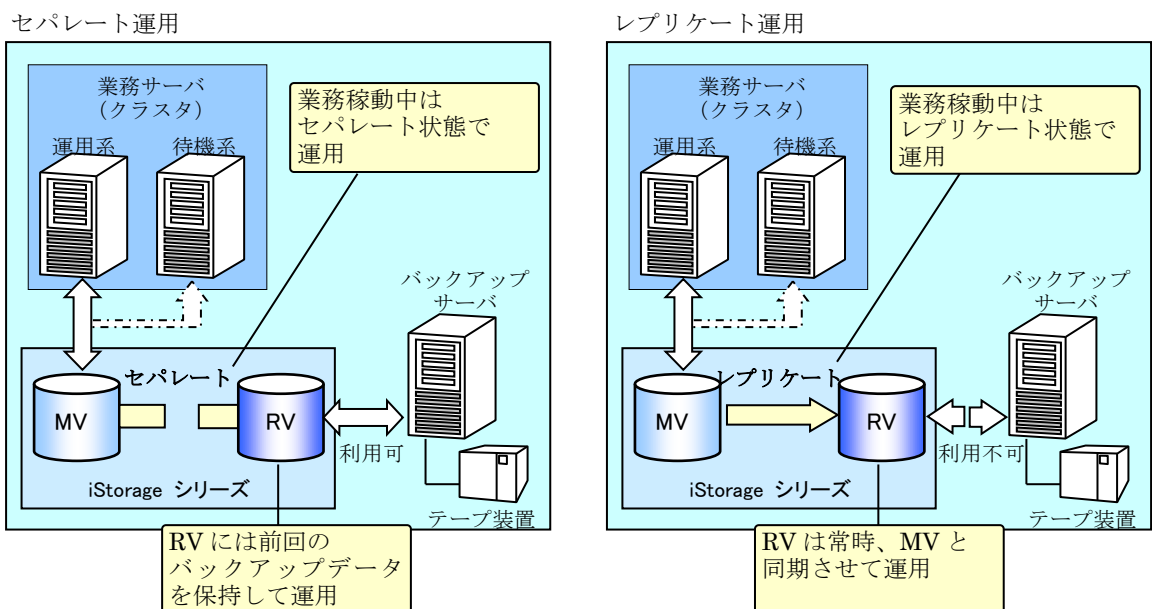 セパレート運用
業務サーバ
（クラスタ）
運用系
待機系
業務稼動中は
セパレート状態で
運用
バックアップ
サーバ
セパレート
MV
RV
利用可
iStorage シリーズ
テープ装置
RV には前回の
バックアップデータ
を保持して運用
レプリケート運用
業務サーバ
（クラスタ）
運用系
待機系
業務稼動中は
レプリケート状態で
運用
バックアップ
サーバ
レプリケート
MV
RV
利用不可
iStorage シリーズ
テープ装置
RV は常時、MV と
同期させて運用